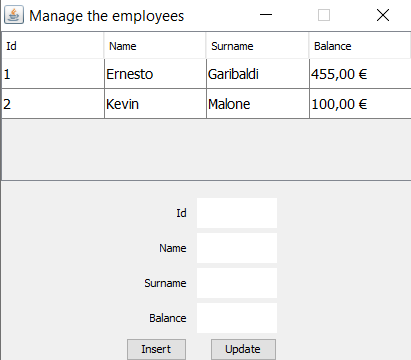 Manage the employees
Id Name Surname Balance
1 Ernesto Garibaldi 455,00 €
2 Kevin Malone 100,00 €
Id
Name
Surname
Balance
Insert Update